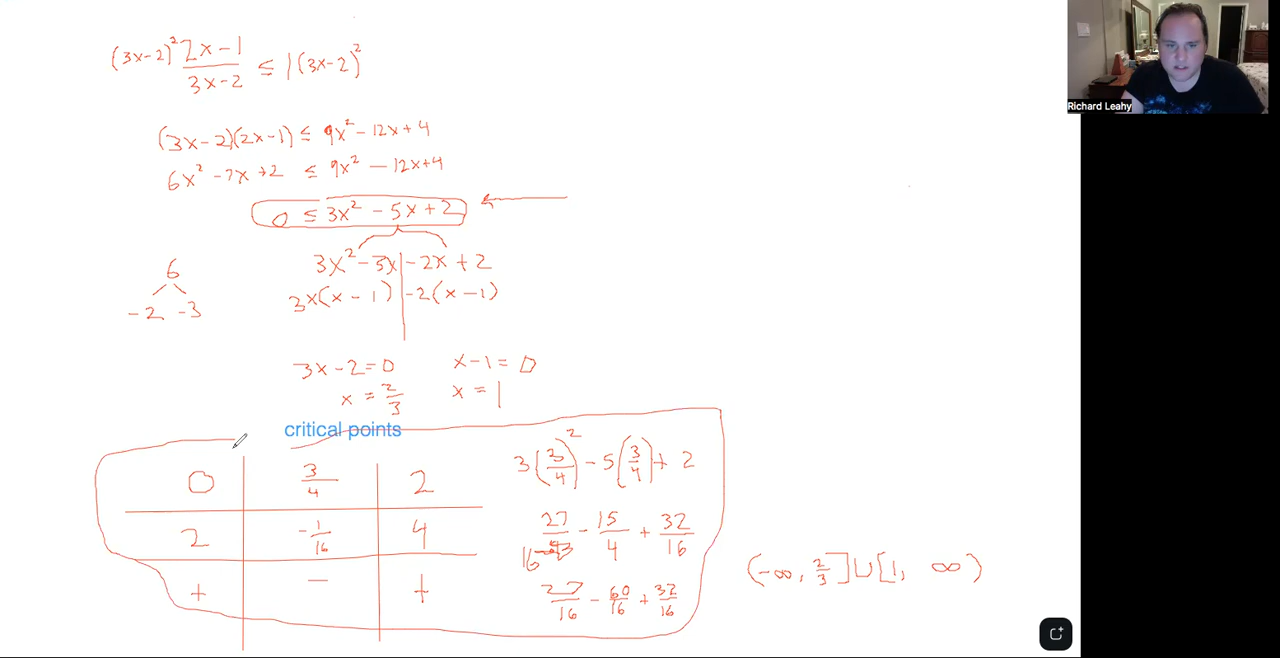 (3x-2)² (2x-1)/(3x-2) ≤ 1(3x-2)²
(3x-2)(2x-1) ≤ 9x² - 12x+4
6x² -7x +2 ≤ 9x² - 12x+4
0 ≤ 3x² - 5x + 2
3x² - 3x - 2x + 2
6
3x(x - 1) -2(x - 1)
-2 -3
3x-2=0 x-1=0
x = 2/3 x = 1
critical points
0 3/4 2
2 -1/16 4
+ - +
3(3/4)² - 5(3/4) + 2
27/16 - 15/4 + 32/16
27/16 - 60/16 + 32/16
(-∞, 2/3] ∪ [1, ∞)
Richard Leahy